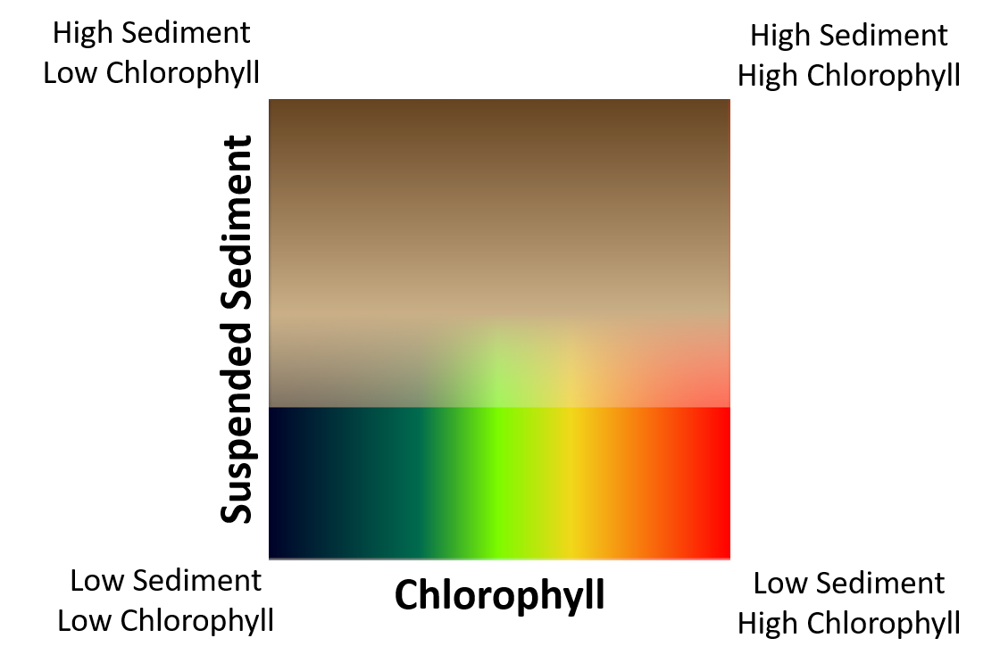 High Sediment
Low Chlorophyll
High Sediment
High Chlorophyll
Suspended Sediment
Low Sediment
Low Chlorophyll
Chlorophyll
Low Sediment
High Chlorophyll